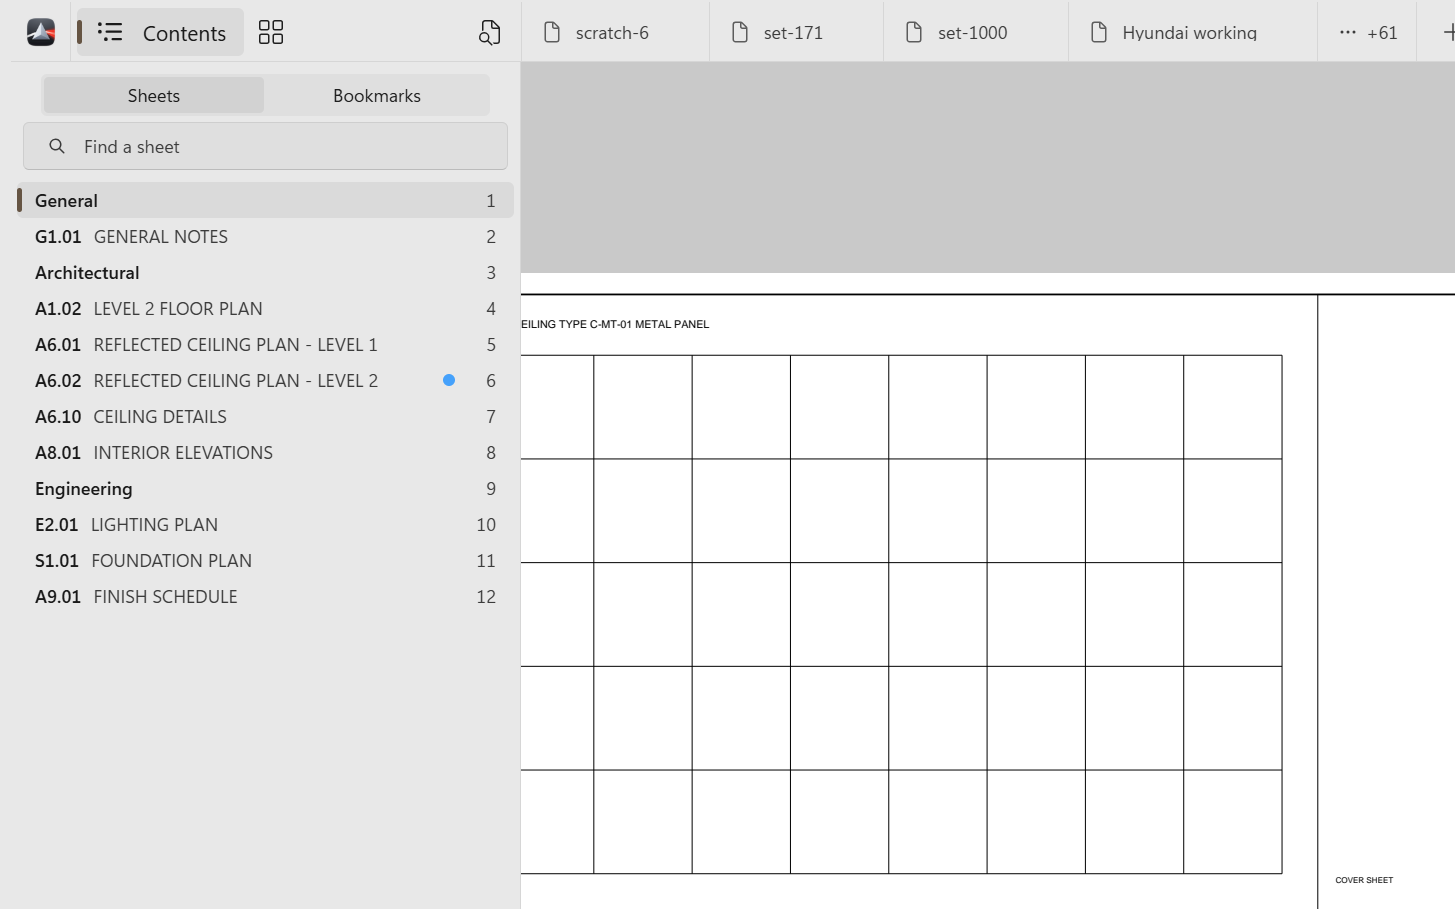 Contents
scratch-6
set-171
set-1000
Hyundai working
+61
Sheets
Bookmarks
Find a sheet
General 1
G1.01 GENERAL NOTES 2
Architectural 3
A1.02 LEVEL 2 FLOOR PLAN 4
A6.01 REFLECTED CEILING PLAN - LEVEL 1 5
A6.02 REFLECTED CEILING PLAN - LEVEL 2 6
A6.10 CEILING DETAILS 7
A8.01 INTERIOR ELEVATIONS 8
Engineering 9
E2.01 LIGHTING PLAN 10
S1.01 FOUNDATION PLAN 11
A9.01 FINISH SCHEDULE 12
EILING TYPE C-MT-01 METAL PANEL
COVER SHEET